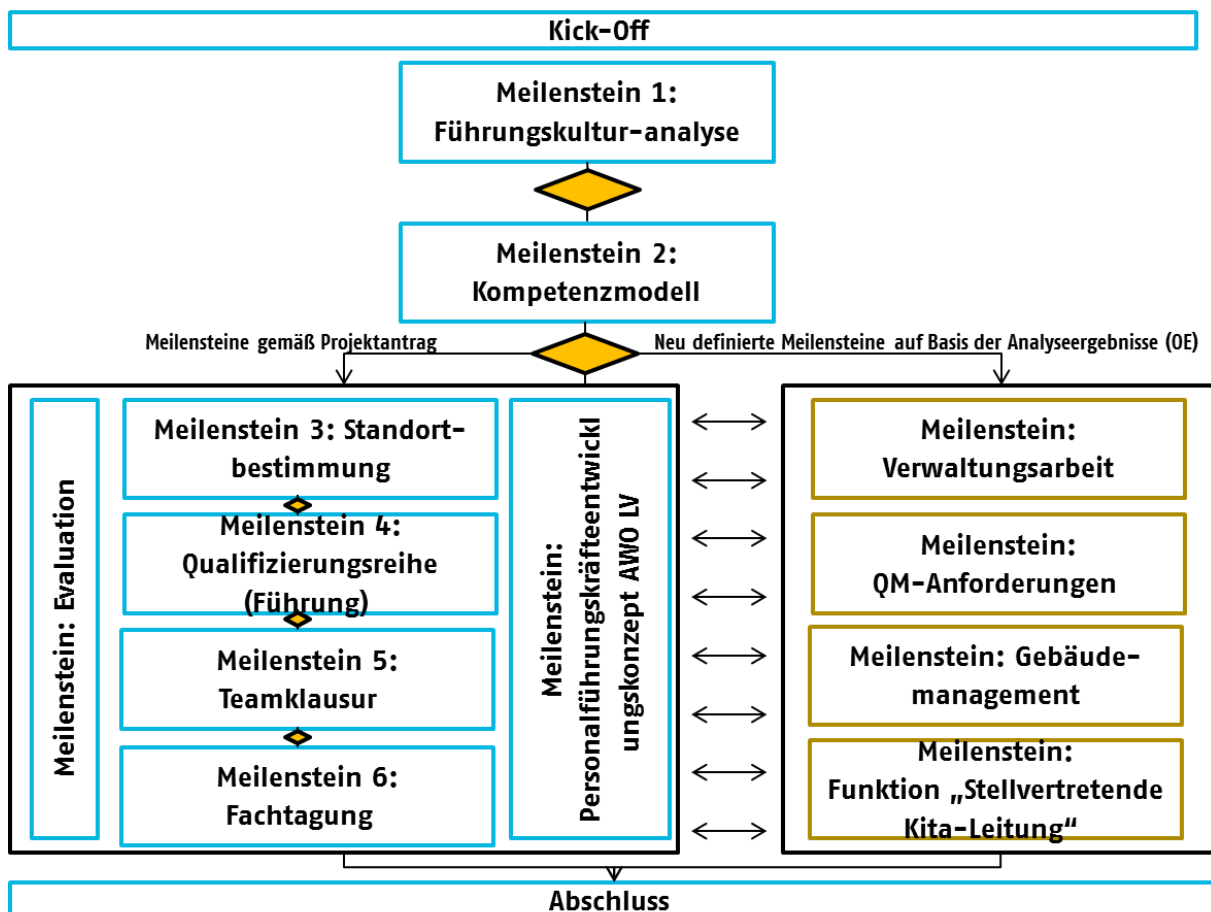 Kick-Off
Meilenstein 1:
Führungskultur-analyse
Meilenstein 2:
Kompetenzmodell
Meilensteine gemäß Projektantrag
Neu definierte Meilensteine auf Basis der Analyseergebnisse (OE)
Meilenstein: Evaluation
Meilenstein 3: Standort-
bestimmung
Meilenstein 4:
Qualifizierungsreihe
(Führung)
Meilenstein 5:
Teamklausur
Meilenstein 6:
Fachtagung
Meilenstein:
Personalführungskräfteentwickl
ungskonzept AWO LV
Meilenstein:
Verwaltungsarbeit
Meilenstein:
QM-Anforderungen
Meilenstein: Gebäude-
management
Meilenstein:
Funktion „Stellvertretende
Kita-Leitung“
Abschluss